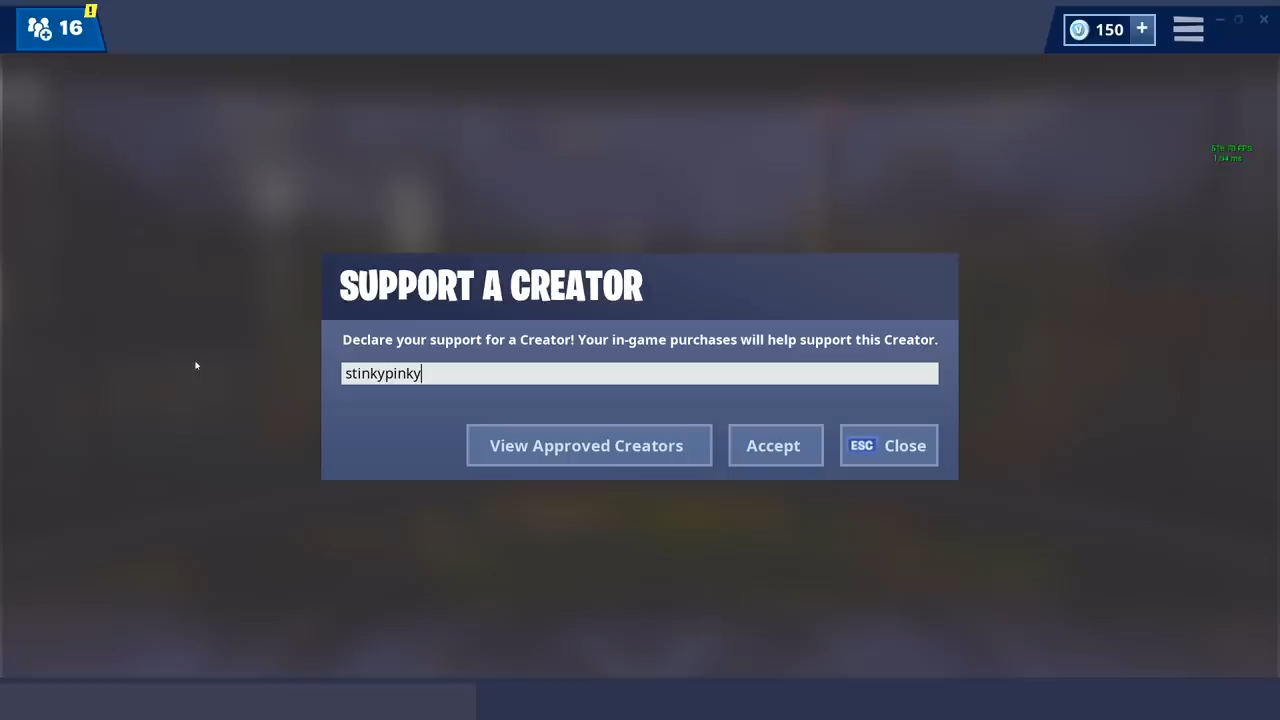 16
150
SUPPORT A CREATOR
Declare your support for a Creator! Your in-game purchases will help support this Creator.
stinkypinky
View Approved Creators
Accept
ESC Close